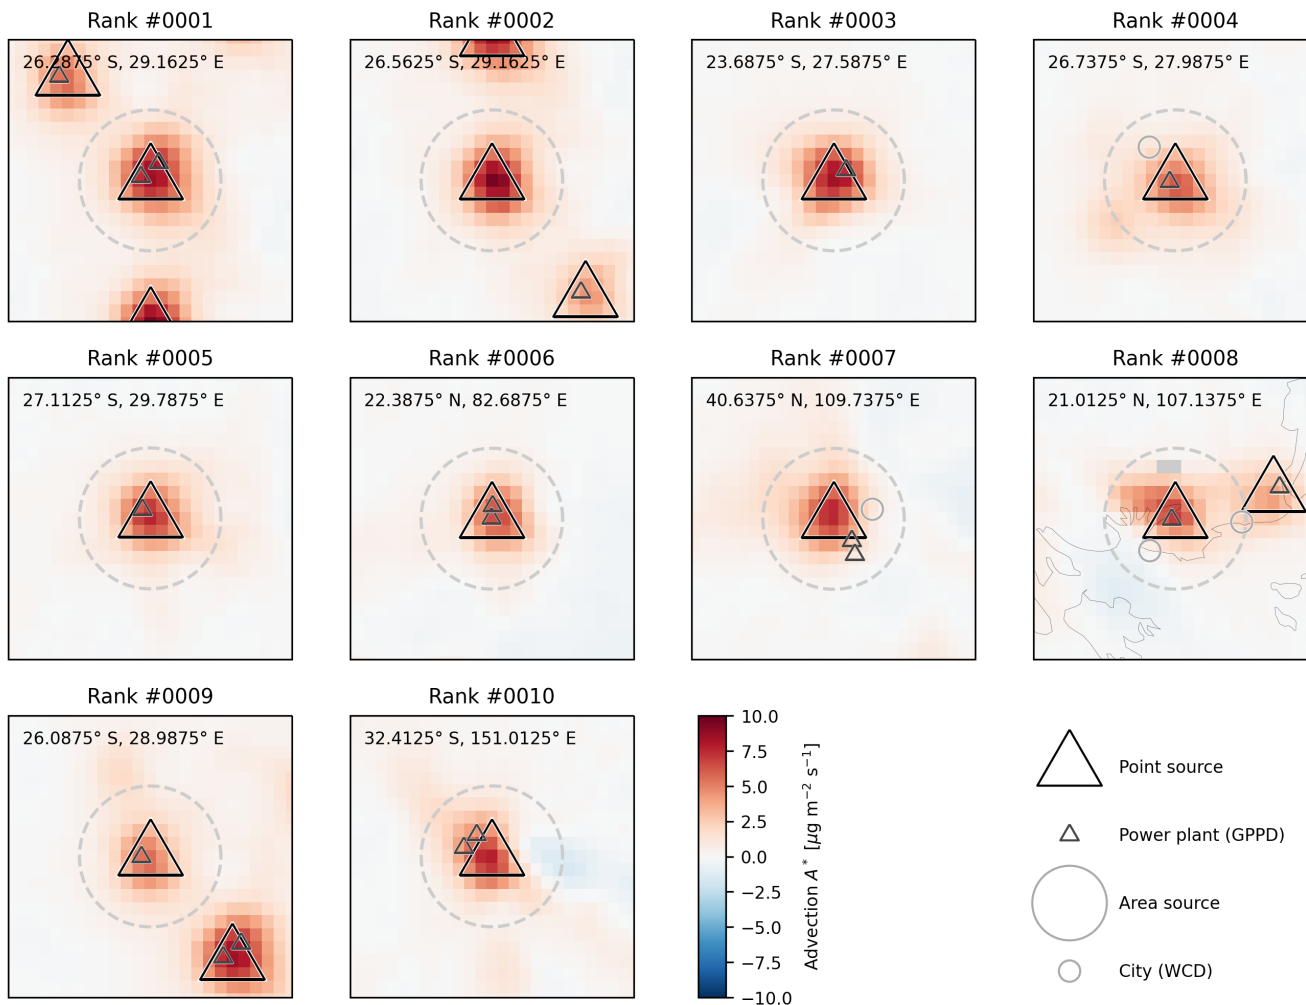 Rank #0001
26.2875° S, 29.1625° E
Rank #0002
26.5625° S, 29.1625° E
Rank #0003
23.6875° S, 27.5875° E
Rank #0004
26.7375° S, 27.9875° E
Rank #0005
27.1125° S, 29.7875° E
Rank #0006
22.3875° N, 82.6875° E
Rank #0007
40.6375° N, 109.7375° E
Rank #0008
21.0125° N, 107.1375° E
Rank #0009
26.0875° S, 28.9875° E
Rank #0010
32.4125° S, 151.0125° E
10.0
7.5
5.0
2.5
0.0
−2.5
−5.0
−7.5
−10.0
Advection A* [μg m⁻² s⁻¹]
Point source
Power plant (GPPD)
Area source
City (WCD)